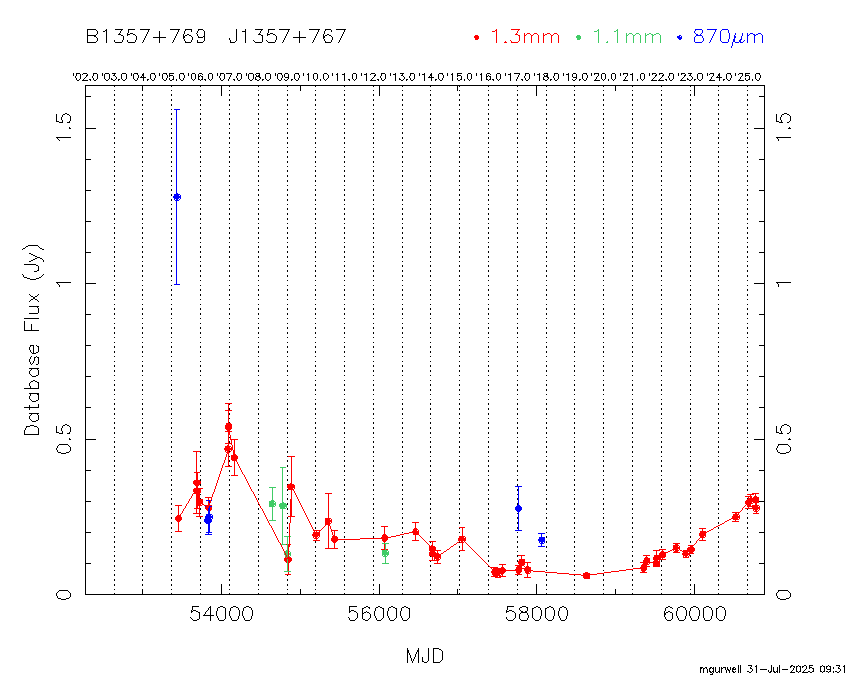 B1357+769 J1357+767 1.3mm 1.1mm 870μm
'02.0 '03.0 '04.0 '05.0 '06.0 '07.0 '08.0 '09.0 '10.0 '11.0 '12.0 '13.0 '14.0 '15.0 '16.0 '17.0 '18.0 '19.0 '20.0 '21.0 '22.0 '23.0 '24.0 '25.0
1.5 1.5
1 1
Database Flux (Jy)
0.5 0.5
0 0
54000 56000 58000 60000
MJD
mgurwell 31-Jul-2025 09:31